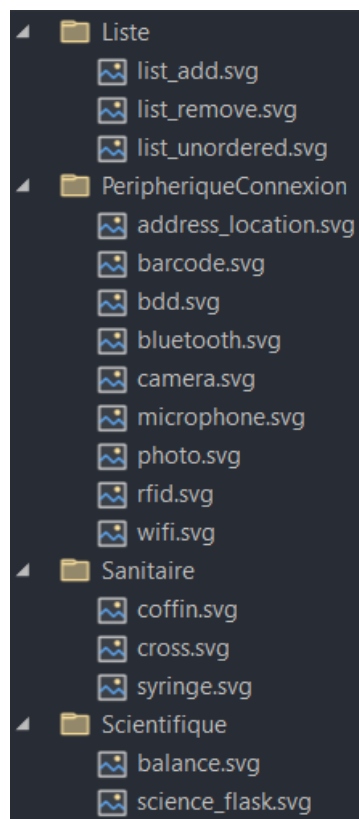 Liste
list_add.svg
list_remove.svg
list_unordered.svg
PeripheriqueConnexion
address_location.svg
barcode.svg
bdd.svg
bluetooth.svg
camera.svg
microphone.svg
photo.svg
rfid.svg
wifi.svg
Sanitaire
coffin.svg
cross.svg
syringe.svg
Scientifique
balance.svg
science_flask.svg